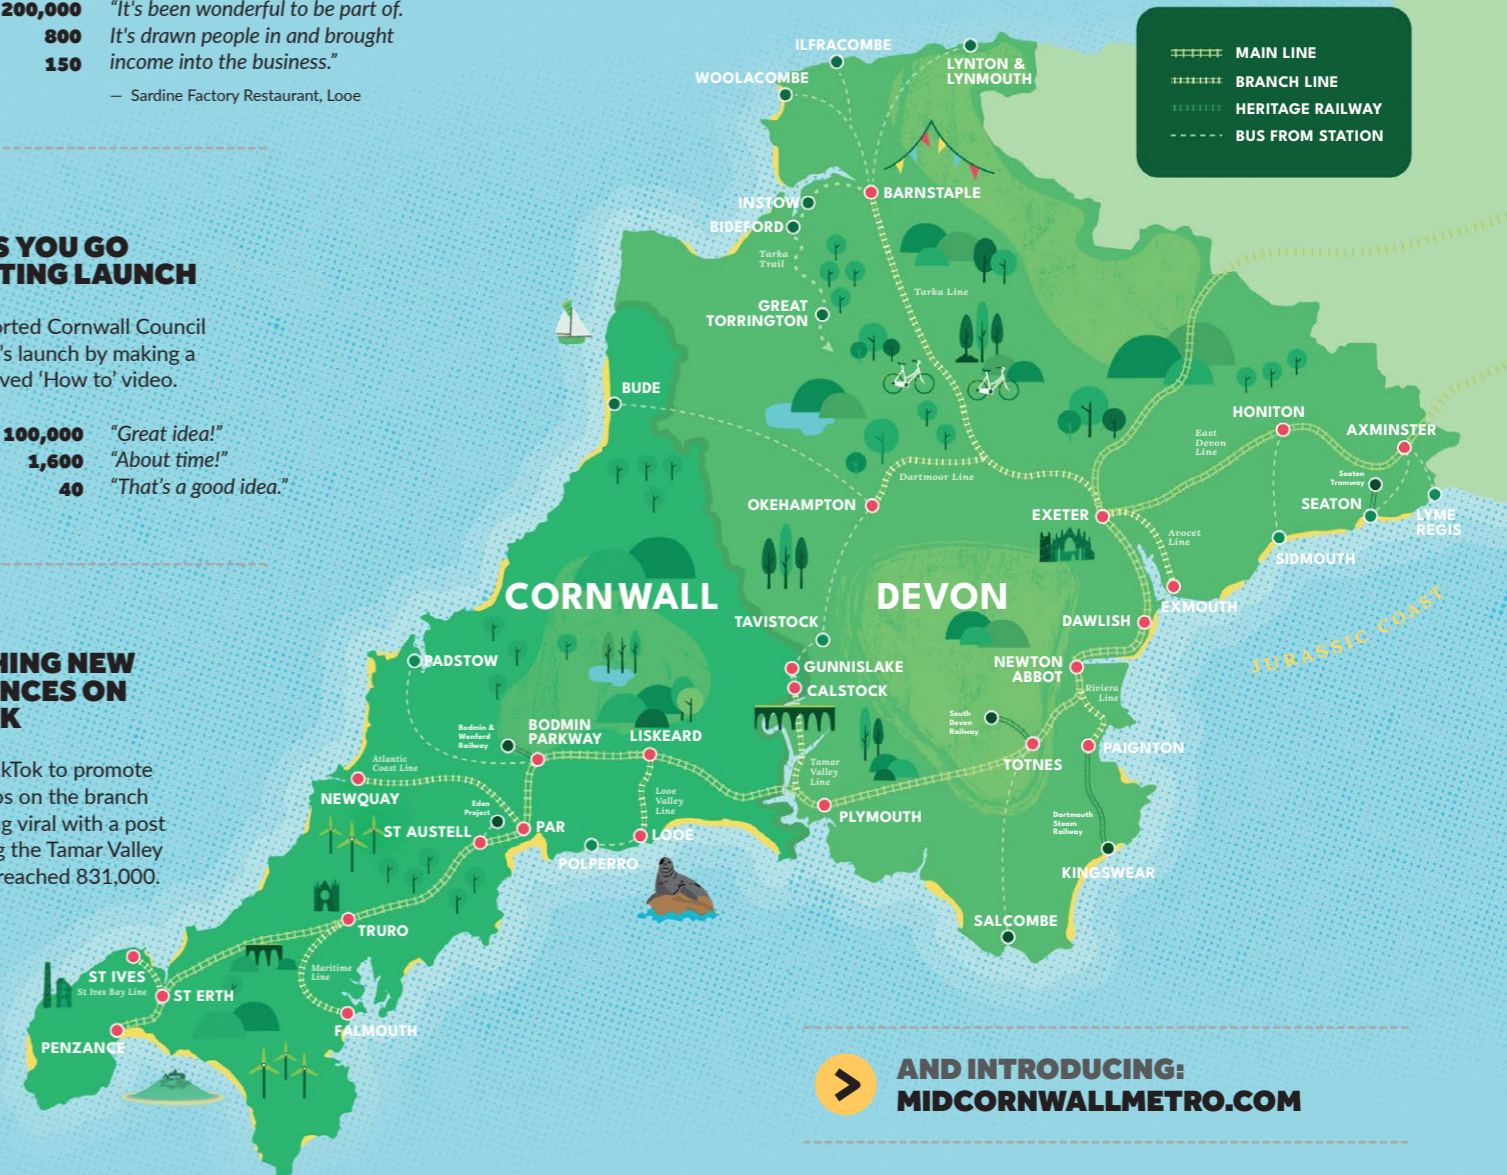 200,000 “It's been wonderful to be part of.
800 It's drawn people in and brought
150 income into the business.”
— Sardine Factory Restaurant, Looe
S YOU GO
TING LAUNCH
orted Cornwall Council
’s launch by making a
ved ‘How to’ video.
100,000 “Great idea!”
1,600 “About time!”
40 “That’s a good idea.”
HING NEW
NCES ON
K
kTok to promote
os on the branch
g viral with a post
g the Tamar Valley
reached 831,000.
MAIN LINE
BRANCH LINE
HERITAGE RAILWAY
BUS FROM STATION
ILFRACOMBE
LYNTON &
LYNMOUTH
WOOLACOMBE
BARNSTAPLE
INSTOW
BIDEFORD
Tarka
Trail
Tarka Line
GREAT
TORRINGTON
BUDE
HONITON
AXMINSTER
East
Devon
Line
Seaton
Tramway
Dartmoor Line
OKEHAMPTON
EXETER
SEATON
LYME
REGIS
Avocet
Line
SIDMOUTH
CORNWALL
DEVON
EXMOUTH
JURASSIC COAST
TAVISTOCK
DAWLISH
PADSTOW
GUNNISLAKE
CALSTOCK
NEWTON
ABBOT
Riviera
Line
South
Devon
Railway
Bodmin &
Wenford
Railway
BODMIN
PARKWAY
LISKEARD
PAIGNTON
TOTNES
Atlantic
Coast Line
Tamar
Valley
Line
NEWQUAY
Looe
Valley
Line
Eden
Project
PLYMOUTH
Dartmouth
Steam
Railway
ST AUSTELL
PAR
LOOE
POLPERRO
KINGSWEAR
TRURO
SALCOMBE
Maritime
Line
ST IVES
St Ives Bay Line
ST ERTH
FALMOUTH
PENZANCE
AND INTRODUCING:
MIDCORNWALLMETRO.COM